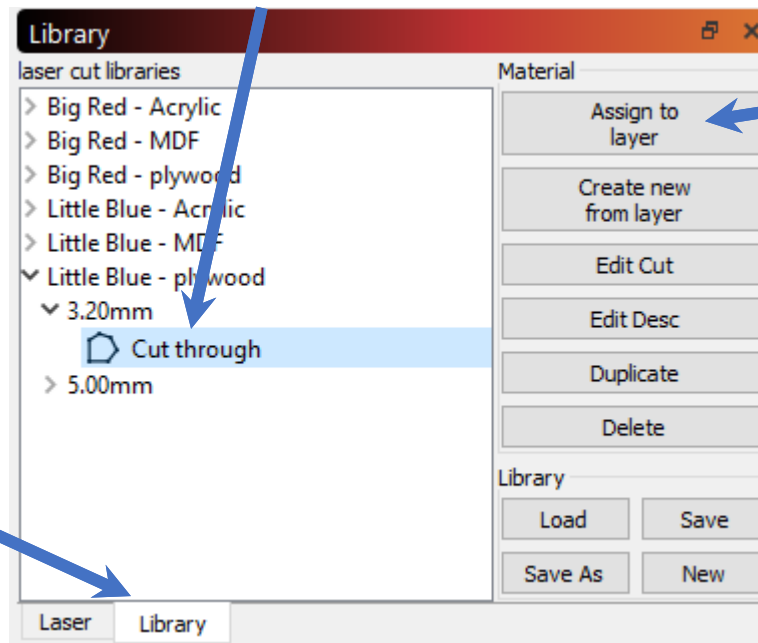 Library
laser cut libraries
Material
Big Red - Acrylic
Big Red - MDF
Big Red - plywood
Little Blue - Acrylic
Little Blue - MDF
Little Blue - plywood
3.20mm
Cut through
5.00mm
Assign to
layer
Create new
from layer
Edit Cut
Edit Desc
Duplicate
Delete
Library
Load
Save
Save As
New
Laser
Library